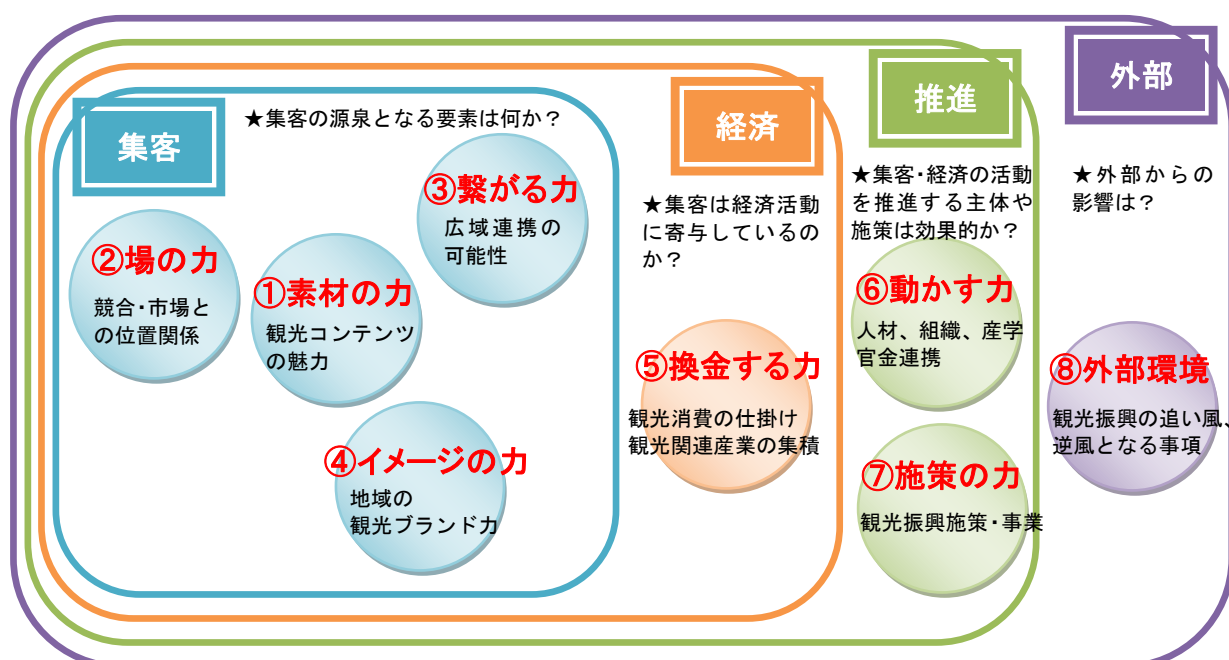 集客
★集客の源泉となる要素は何か？
③繋がる力
広域連携の
可能性
②場の力
競合・市場と
の位置関係
①素材の力
観光コンテンツ
の魅力
④イメージの力
地域の
観光ブランド力
経済
★集客は経済活動
に寄与しているの
か？
⑤換金する力
観光消費の仕掛け
観光関連産業の集積
推進
★集客・経済の活動
を推進する主体や
施策は効果的か？
⑥動かす力
人材、組織、産学
官金連携
⑦施策の力
観光振興施策・事業
外部
★外部からの
影響は？
⑧外部環境
観光振興の追い風、
逆風となる事項